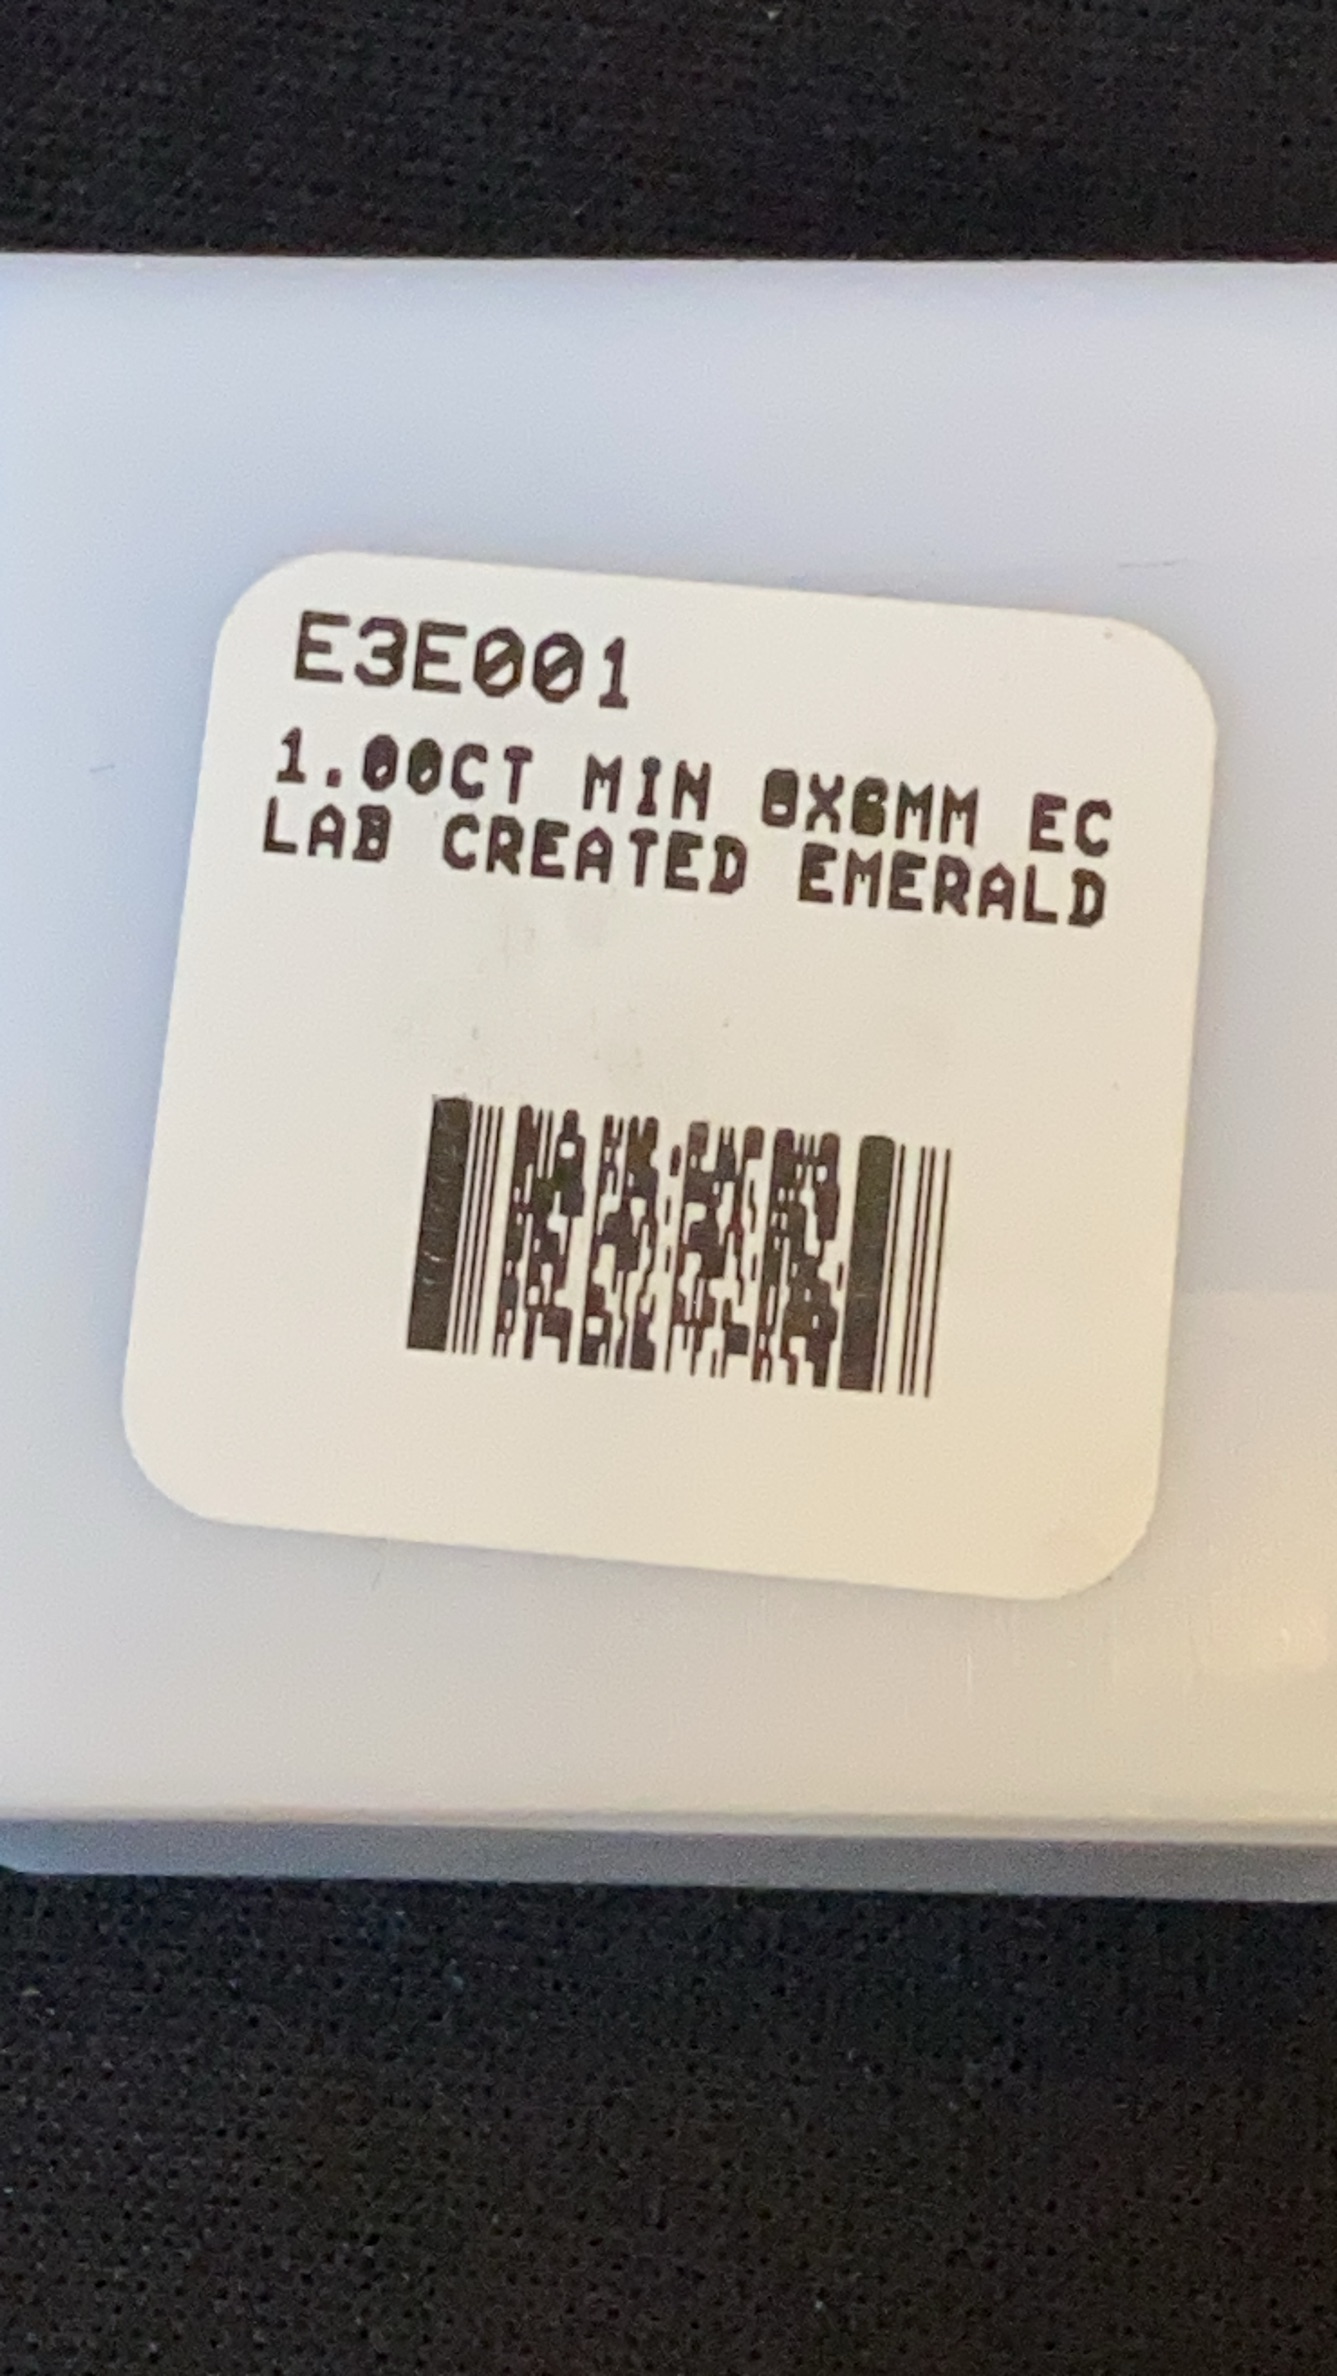 E3E001
1.00CT MIN 8X6MM EC
LAB CREATED EMERALD